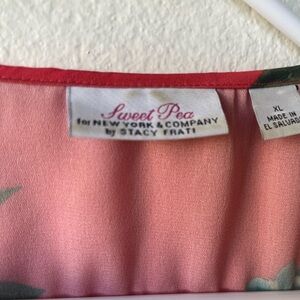 Sweet Pea
for NEW YORK & COMPANY
by STACY FRATI
XL
MADE IN
EL SALVADOR